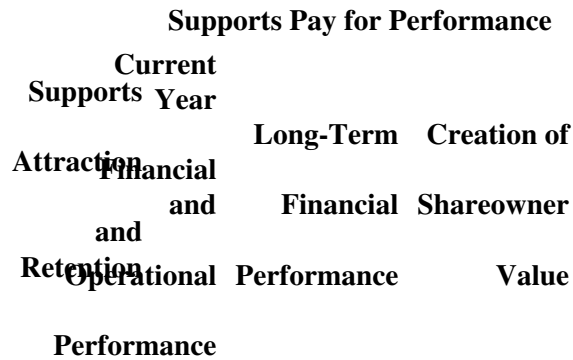 Supports Pay for Performance
Supports
Attraction
and
Retention
Current
Year
Financial
and
Operational
Performance
Long-Term
Financial
Performance
Creation of
Shareowner
Value